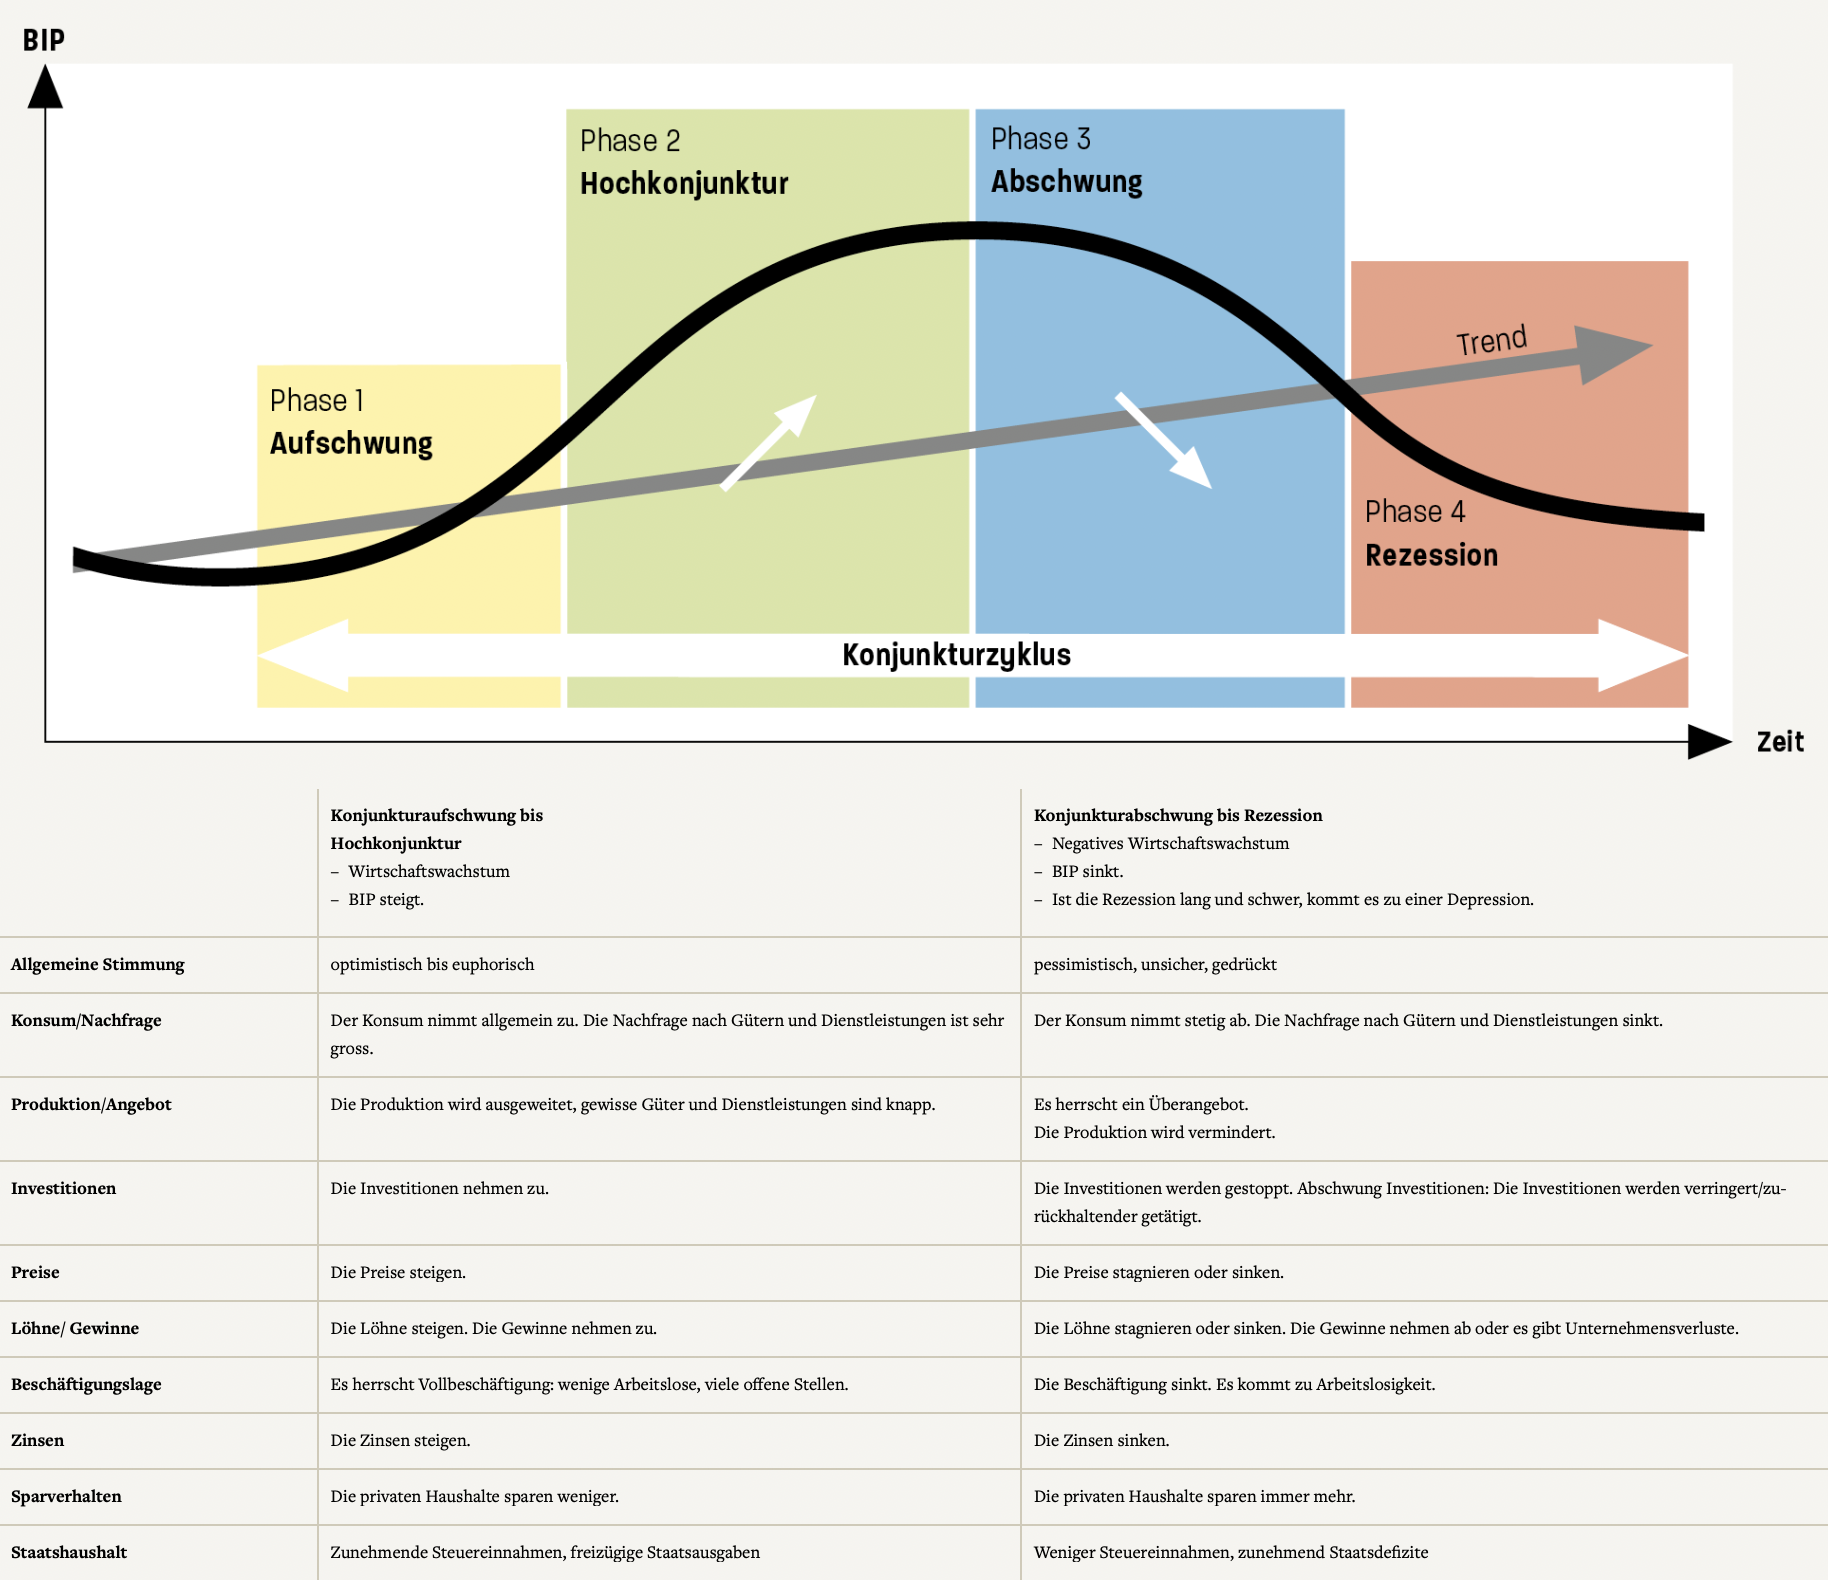 BIP
Phase 2
Hochkonjunktur
Phase 3
Abschwung
Trend
Phase 1
Aufschwung
Phase 4
Rezession
Konjunkturzyklus
Zeit
Konjunkturaufschwung bis
Hochkonjunktur
– Wirtschaftswachstum
– BIP steigt.
Konjunkturabschwung bis Rezession
– Negatives Wirtschaftswachstum
– BIP sinkt.
– Ist die Rezession lang und schwer, kommt es zu einer Depression.
Allgemeine Stimmung
optimistisch bis euphorisch
pessimistisch, unsicher, gedrückt
Konsum/Nachfrage
Der Konsum nimmt allgemein zu. Die Nachfrage nach Gütern und Dienstleistungen ist sehr
gross.
Der Konsum nimmt stetig ab. Die Nachfrage nach Gütern und Dienstleistungen sinkt.
Produktion/Angebot
Die Produktion wird ausgeweitet, gewisse Güter und Dienstleistungen sind knapp.
Es herrscht ein Überangebot.
Die Produktion wird vermindert.
Investitionen
Die Investitionen nehmen zu.
Die Investitionen werden gestoppt. Abschwung Investitionen: Die Investitionen werden verringert/zu-
rückhaltender getätigt.
Preise
Die Preise steigen.
Die Preise stagnieren oder sinken.
Löhne/ Gewinne
Die Löhne steigen. Die Gewinne nehmen zu.
Die Löhne stagnieren oder sinken. Die Gewinne nehmen ab oder es gibt Unternehmensverluste.
Beschäftigungslage
Es herrscht Vollbeschäftigung: wenige Arbeitslose, viele offene Stellen.
Die Beschäftigung sinkt. Es kommt zu Arbeitslosigkeit.
Zinsen
Die Zinsen steigen.
Die Zinsen sinken.
Sparverhalten
Die privaten Haushalte sparen weniger.
Die privaten Haushalte sparen immer mehr.
Staatshaushalt
Zunehmende Steuereinnahmen, freizügige Staatsausgaben
Weniger Steuereinnahmen, zunehmend Staatsdefizite